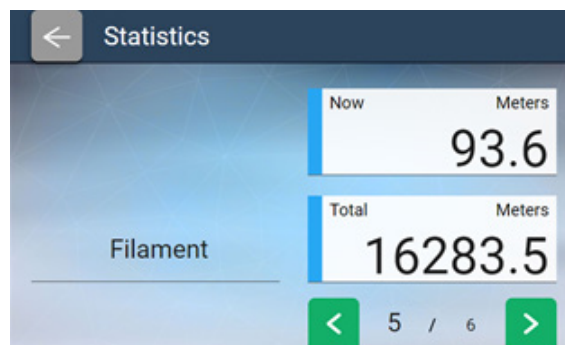 Statistics
Now Meters
93.6
Total Meters
Filament
16283.5
5 / 6